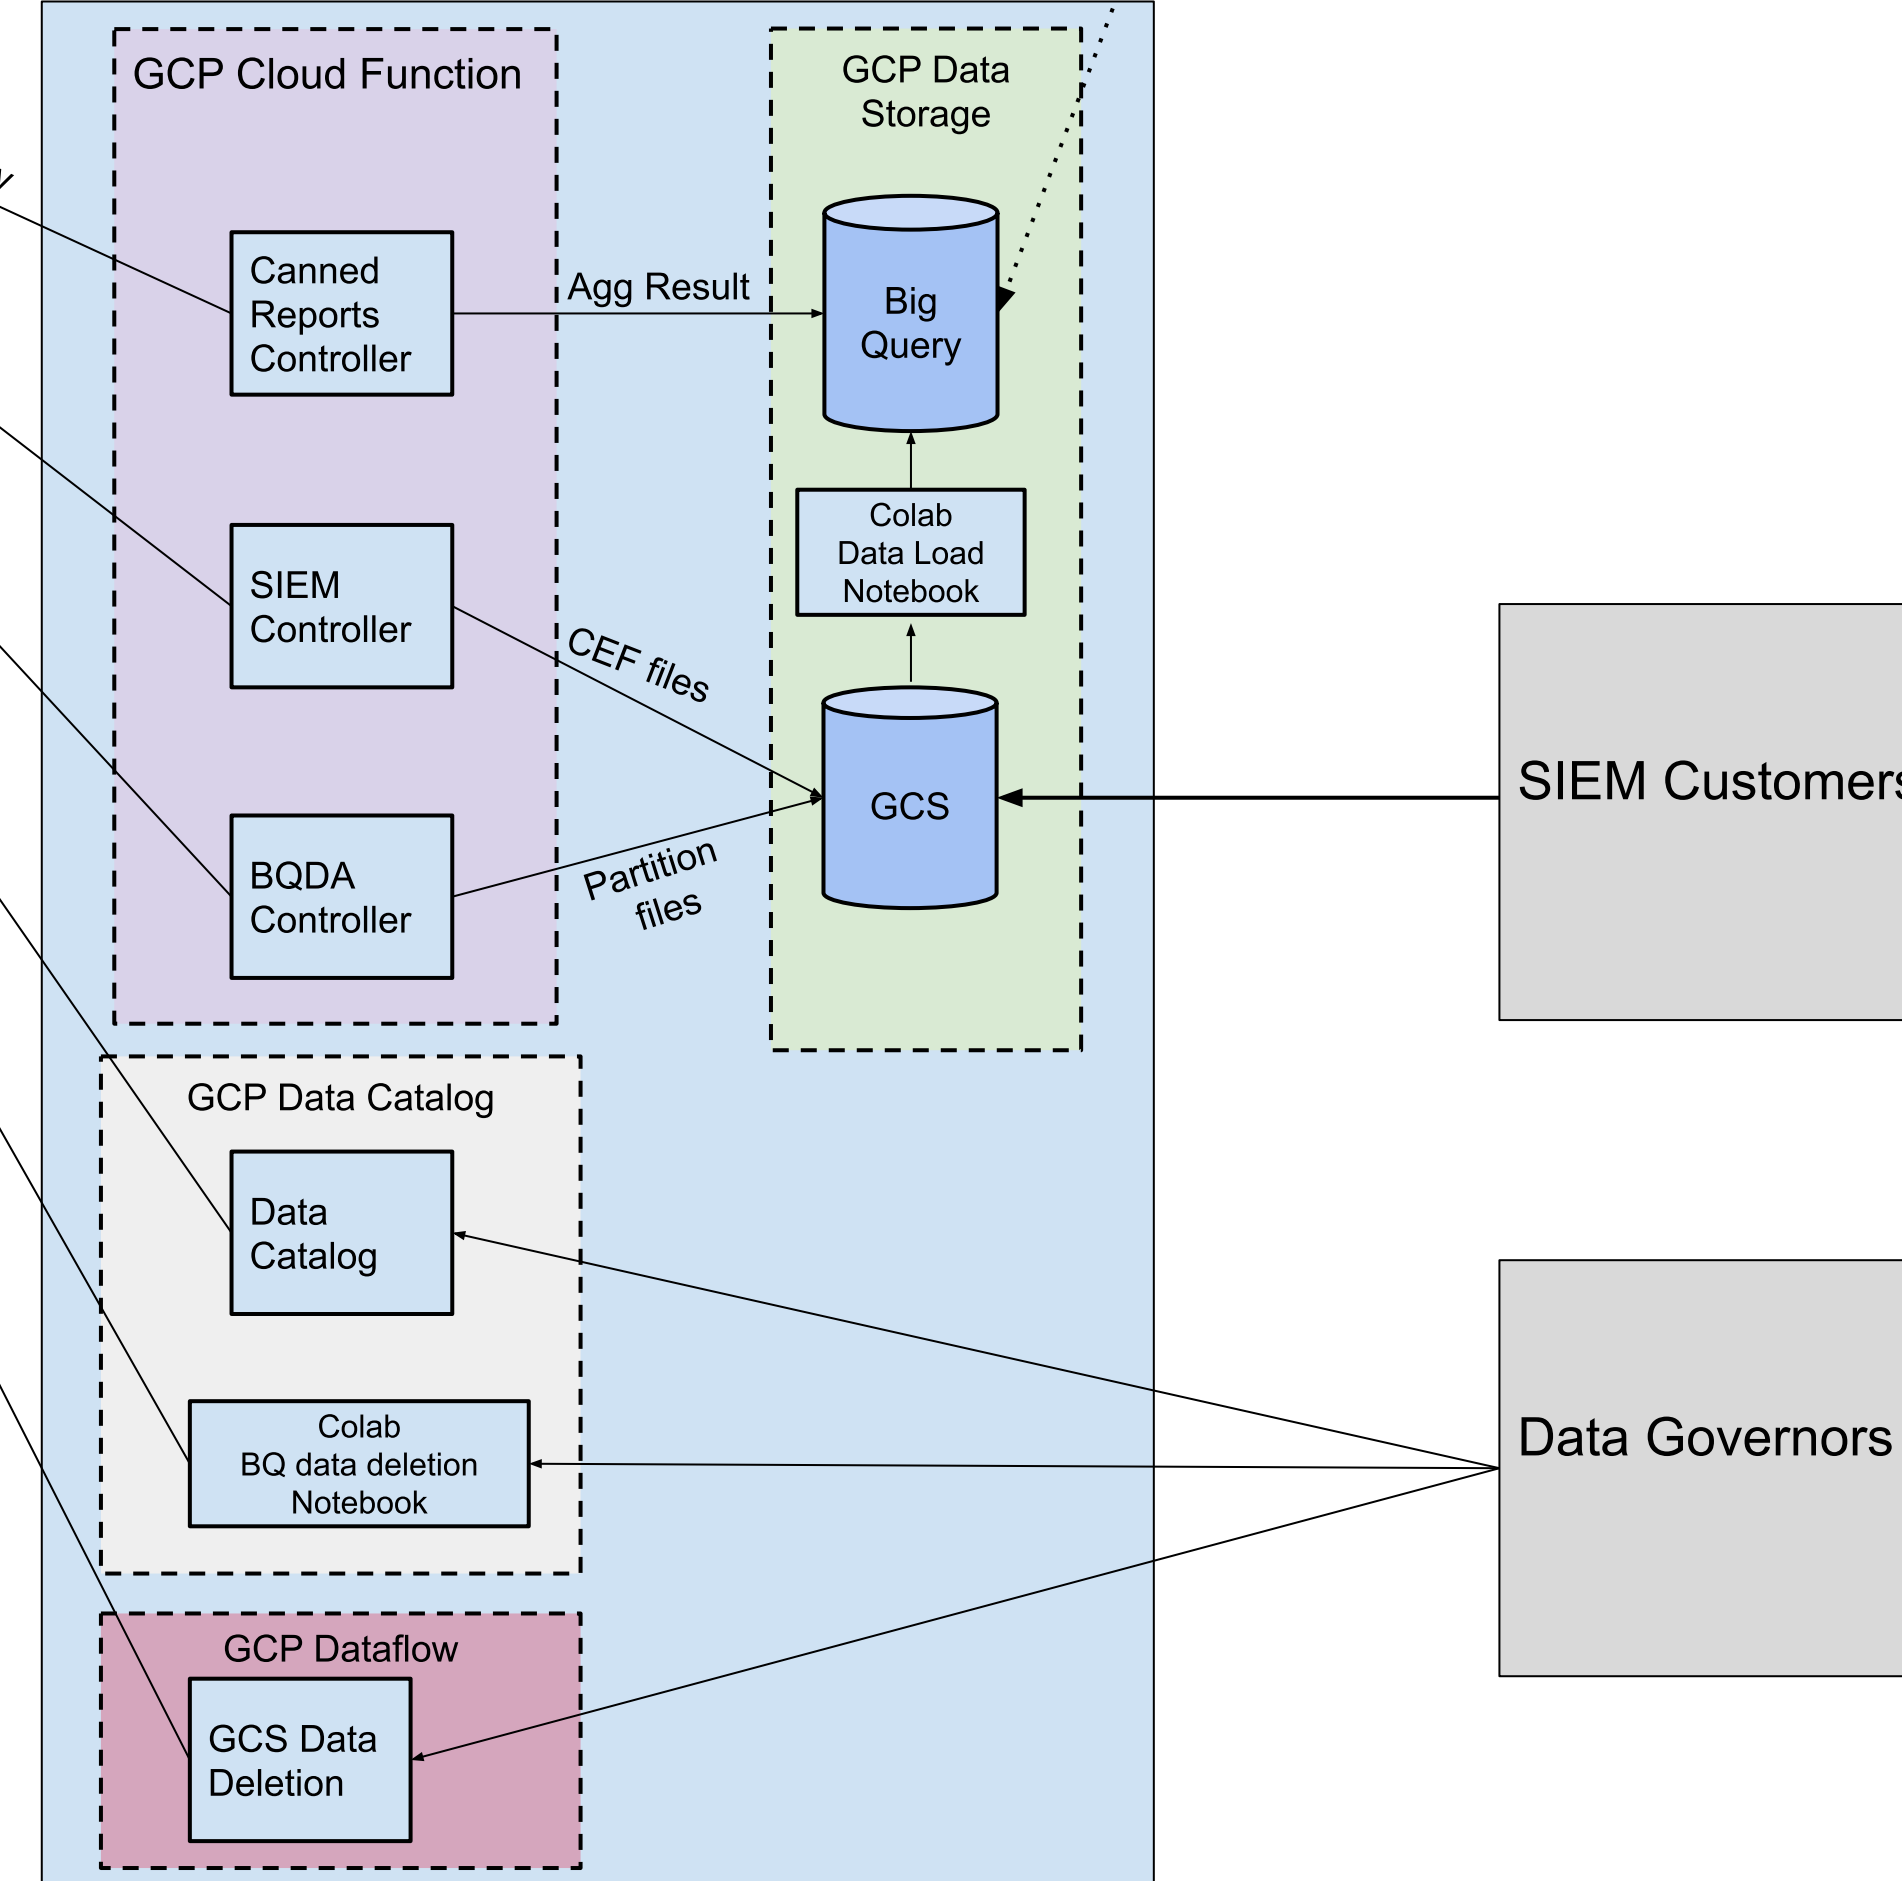 GCP Cloud Function
Canned
Reports
Controller
SIEM
Controller
BQDA
Controller
Agg Result
CEF files
Partition
files
GCP Data
Storage
Big
Query
Colab
Data Load
Notebook
GCS
SIEM Customers
GCP Data Catalog
Data
Catalog
Colab
BQ data deletion
Notebook
Data Governors
GCP Dataflow
GCS Data
Deletion